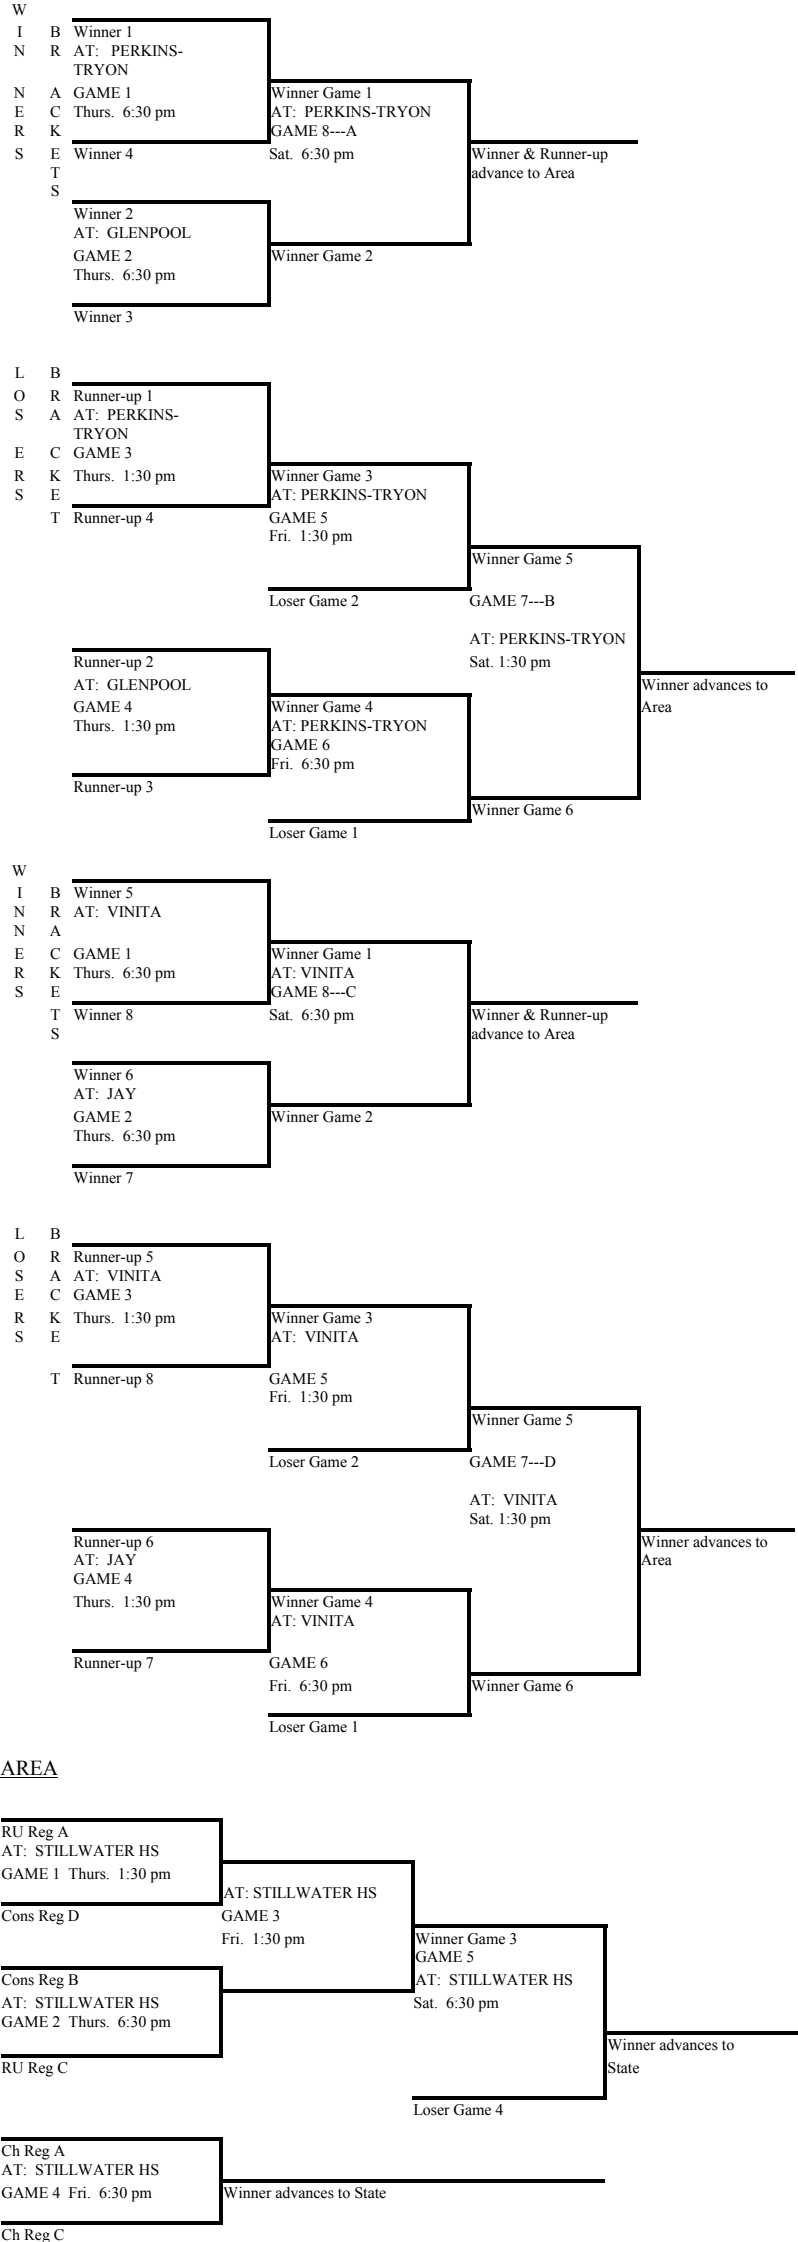 W
I B Winner 1
N R AT: PERKINS-
TRYON
N A GAME 1 Winner Game 1
E C Thurs. 6:30 pm AT: PERKINS-TRYON
R K GAME 8---A
S E Winner 4 Sat. 6:30 pm Winner & Runner-up
T advance to Area
S
Winner 2
AT: GLENPOOL
GAME 2 Winner Game 2
Thurs. 6:30 pm
Winner 3
L B
O R Runner-up 1
S A AT: PERKINS-
TRYON
E C GAME 3
R K Thurs. 1:30 pm Winner Game 3
S E AT: PERKINS-TRYON
T Runner-up 4 GAME 5
Fri. 1:30 pm
Winner Game 5
Loser Game 2 GAME 7---B
AT: PERKINS-TRYON
Runner-up 2 Sat. 1:30 pm
AT: GLENPOOL Winner advances to
GAME 4 Winner Game 4 Area
Thurs. 1:30 pm AT: PERKINS-TRYON
GAME 6
Fri. 6:30 pm
Runner-up 3
Winner Game 6
Loser Game 1
W
I B Winner 5
N R AT: VINITA
N A
E C GAME 1 Winner Game 1
R K Thurs. 6:30 pm AT: VINITA
S E GAME 8---C
T Winner 8 Sat. 6:30 pm Winner & Runner-up
S advance to Area
Winner 6
AT: JAY
GAME 2 Winner Game 2
Thurs. 6:30 pm
Winner 7
L B
O R Runner-up 5
S A AT: VINITA
E C GAME 3
R K Thurs. 1:30 pm Winner Game 3
S E AT: VINITA
T Runner-up 8 GAME 5
Fri. 1:30 pm
Winner Game 5
Loser Game 2 GAME 7---D
AT: VINITA
Sat. 1:30 pm
Runner-up 6 Winner advances to
AT: JAY Area
GAME 4
Thurs. 1:30 pm Winner Game 4
AT: VINITA
Runner-up 7 GAME 6
Fri. 6:30 pm Winner Game 6
Loser Game 1
AREA
RU Reg A
AT: STILLWATER HS
GAME 1 Thurs. 1:30 pm
AT: STILLWATER HS
Cons Reg D GAME 3
Fri. 1:30 pm Winner Game 3
GAME 5
Cons Reg B AT: STILLWATER HS
AT: STILLWATER HS Sat. 6:30 pm
GAME 2 Thurs. 6:30 pm
Winner advances to
RU Reg C State
Loser Game 4
Ch Reg A
AT: STILLWATER HS
GAME 4 Fri. 6:30 pm Winner advances to State
Ch Reg C